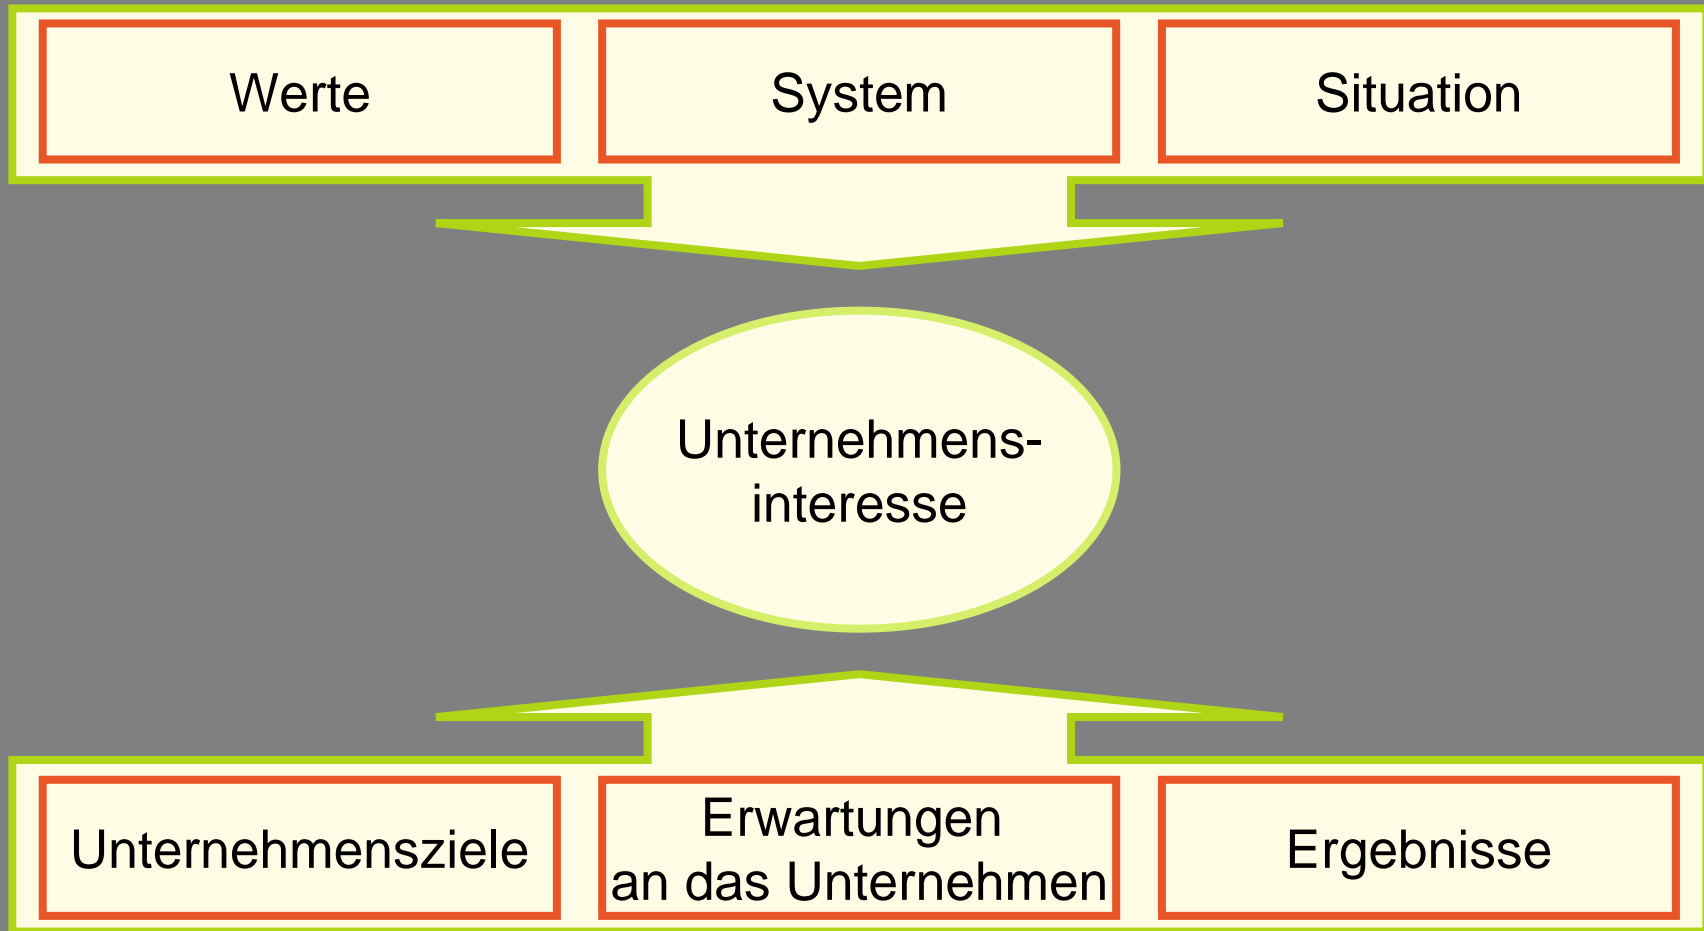 Werte
System
Situation
Unternehmens-
interesse
Unternehmensziele
Erwartungen
an das Unternehmen
Ergebnisse